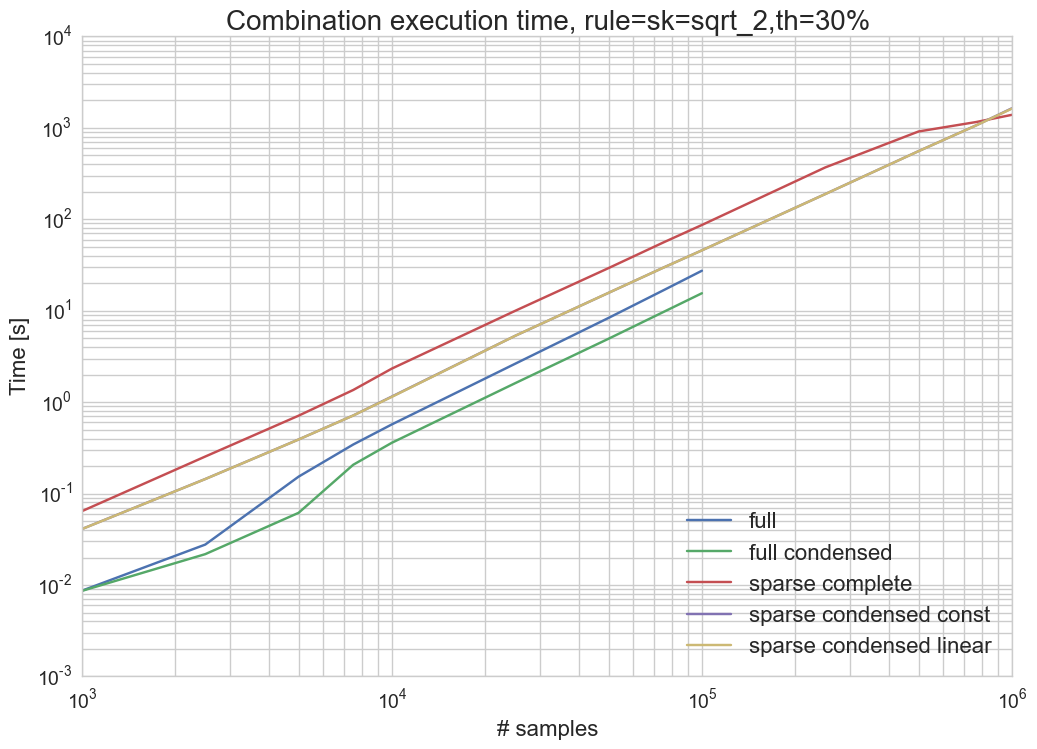 Combination execution time, rule=sk=sqrt_2,th=30%
10^4
10^3
10^2
10^1
10^0
10^-1
10^-2
10^-3
Time [s]
full
full condensed
sparse complete
sparse condensed const
sparse condensed linear
10^3 10^4 10^5 10^6
# samples